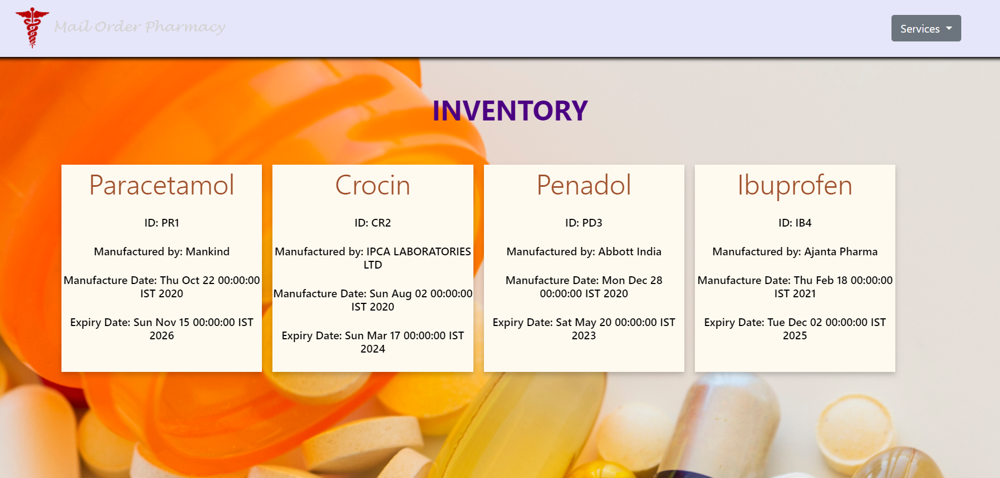 Mail Order Pharmacy
Services
INVENTORY
Paracetamol
ID: PR1
Manufactured by: Mankind
Manufacture Date: Thu Oct 22 00:00:00
IST 2020
Expiry Date: Sun Nov 15 00:00:00 IST
2026
Crocin
ID: CR2
Manufactured by: IPCA LABORATORIES
LTD
Manufacture Date: Sun Aug 02 00:00:00
IST 2020
Expiry Date: Sun Mar 17 00:00:00 IST
2024
Penadol
ID: PD3
Manufactured by: Abbott India
Manufacture Date: Mon Dec 28
00:00:00 IST 2020
Expiry Date: Sat May 20 00:00:00 IST
2023
Ibuprofen
ID: IB4
Manufactured by: Ajanta Pharma
Manufacture Date: Thu Feb 18 00:00:00
IST 2021
Expiry Date: Tue Dec 02 00:00:00 IST
2025